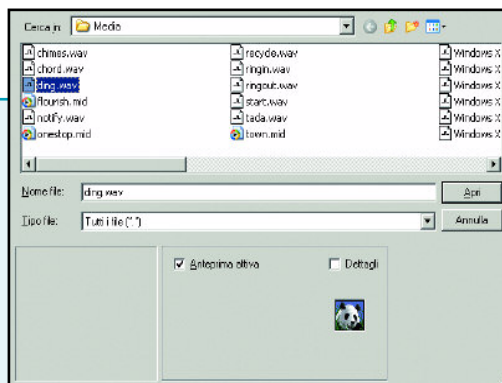 Cerca in: Media
chimes.wav recycle.wav Windows X
chord.wav ringin.wav Windows X
ding.wav ringout.wav Windows X
flourish.mid start.wav Windows X
notify.wav tada.wav Windows X
onestop.mid town.mid Windows X
Nome file: ding.wav Apri
Tipo file: Tutti i file (*.*) Annulla
Anteprima attiva Dettagli